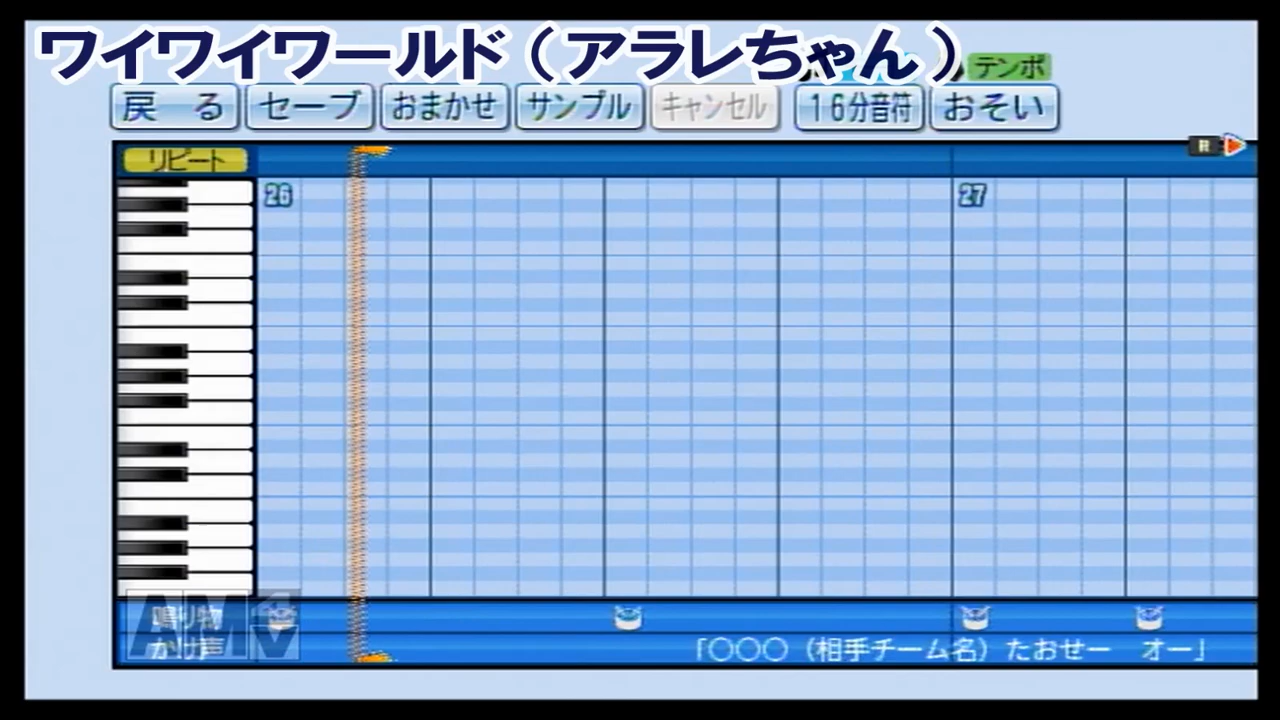 ワイワイワールド（アラレちゃん）
テンポ
戻　る
セーブ
おまかせ
サンプル
キャンセル
16分音符
おそい
リピート
R
26
27
鳴り物
かけ声
「○○○（相手チーム名）たおせー　オー」